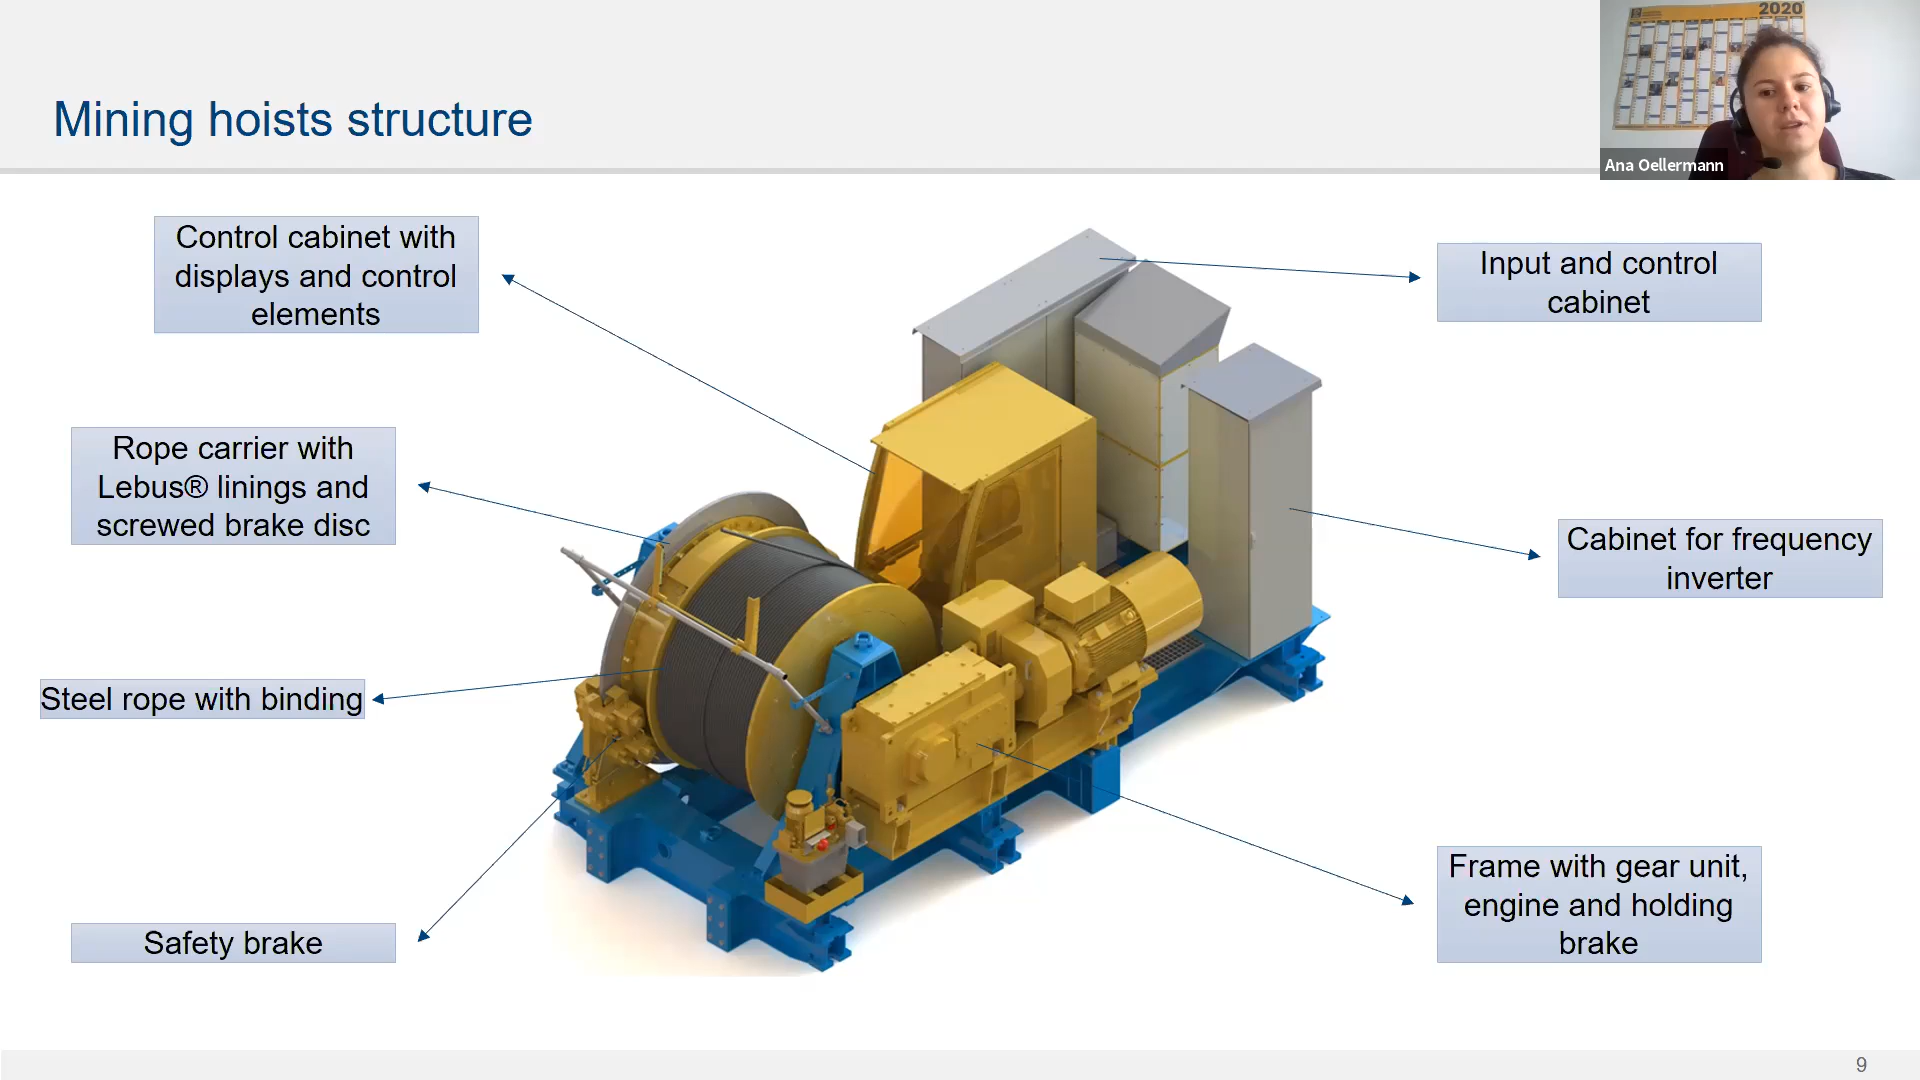 Mining hoists structure
2020
Ana Oellermann
Control cabinet with
displays and control
elements
Input and control
cabinet
Rope carrier with
Lebus® linings and
screwed brake disc
Cabinet for frequency
inverter
Steel rope with binding
Frame with gear unit,
engine and holding
brake
Safety brake
9